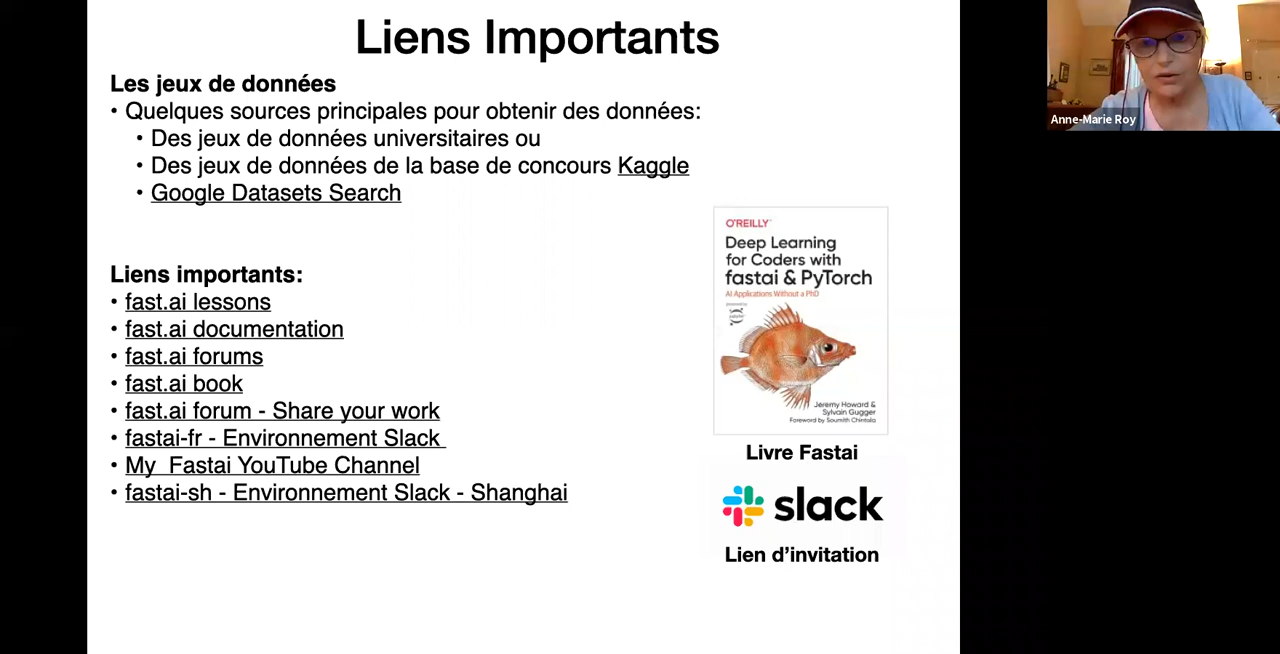 Liens Importants
Les jeux de données
• Quelques sources principales pour obtenir des données:
• Des jeux de données universitaires ou
• Des jeux de données de la base de concours Kaggle
• Google Datasets Search
Liens importants:
• fast.ai lessons
• fast.ai documentation
• fast.ai forums
• fast.ai book
• fast.ai forum - Share your work
• fastai-fr - Environnement Slack
• My Fastai YouTube Channel
• fastai-sh - Environnement Slack - Shanghai
O'REILLY
Deep Learning
for Coders with
fastai & PyTorch
AI Applications Without a PhD
Jeremy Howard &
Sylvain Gugger
Foreword by Soumith Chintala
Livre Fastai
slack
Lien d’invitation
Anne-Marie Roy